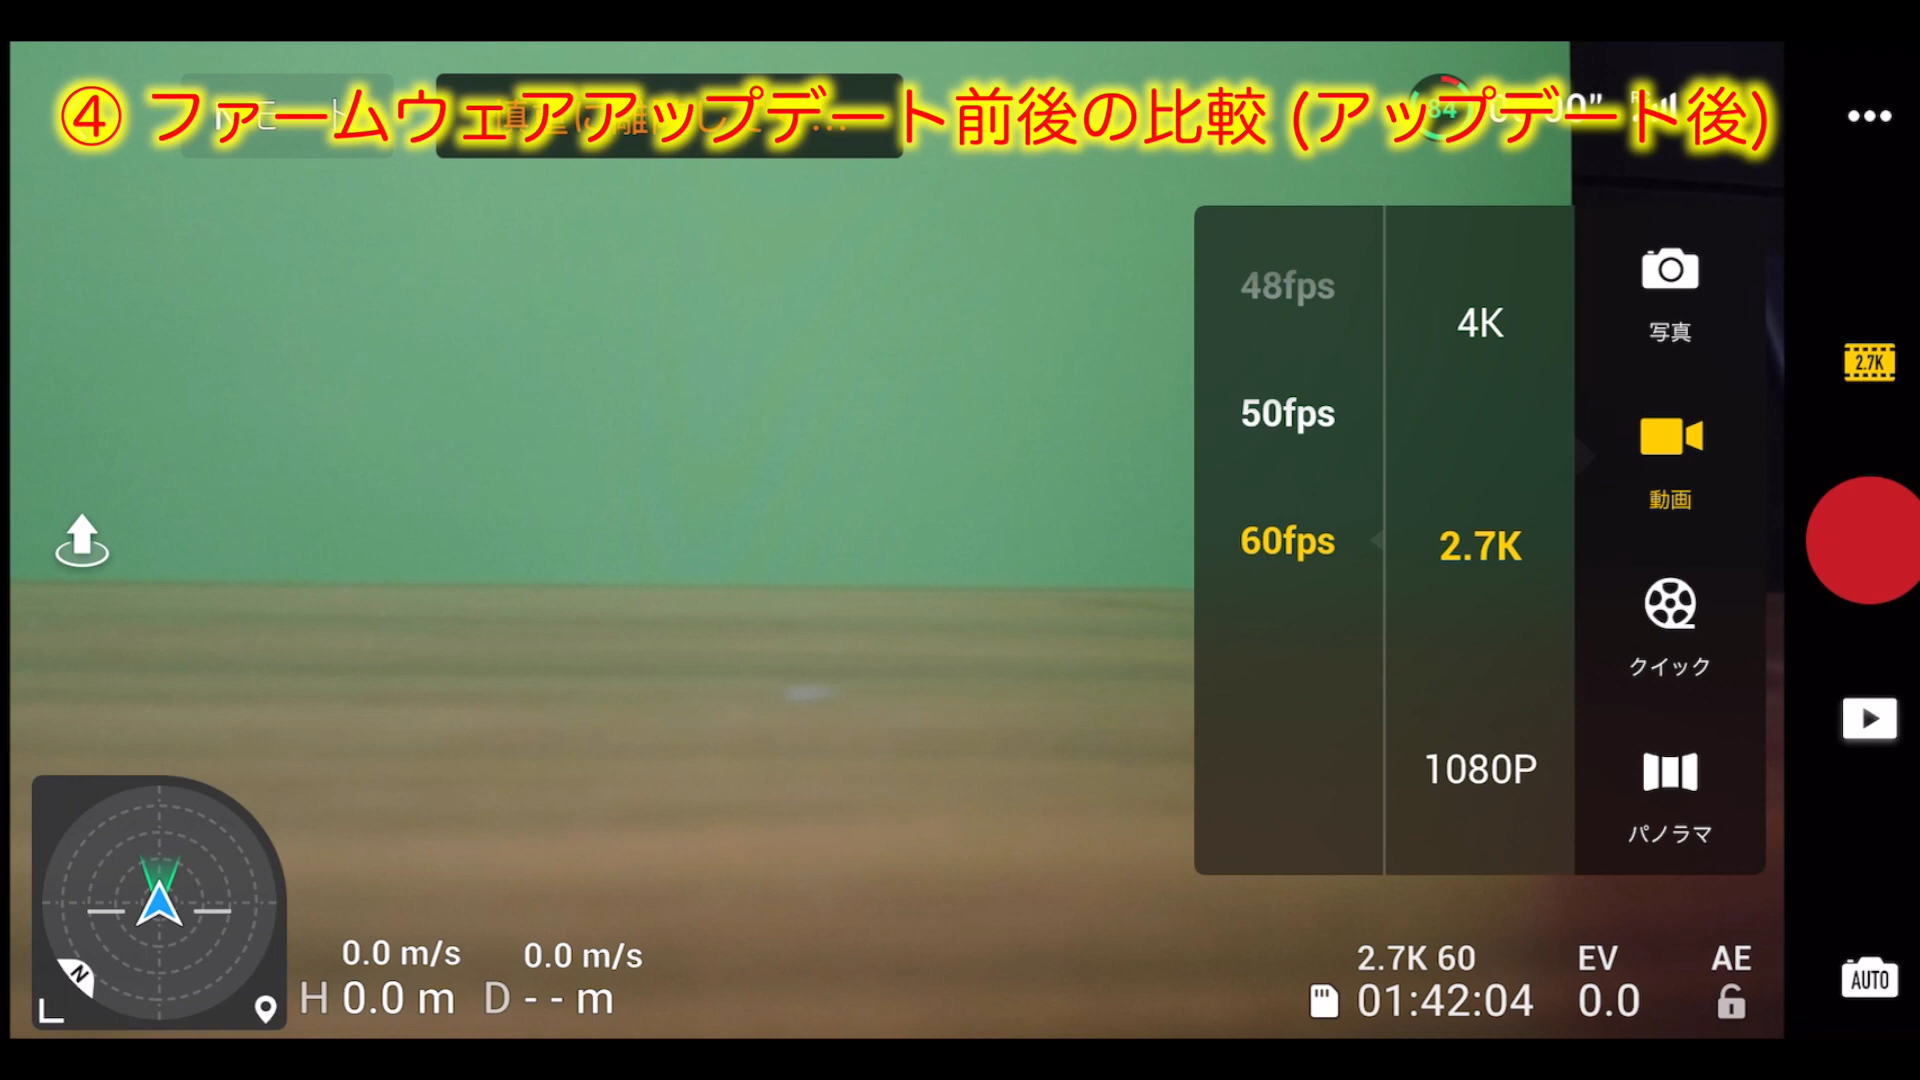 ④ ファームウェアアップデート前後の比較 (アップデート後)
84
48fps
50fps
60fps
4K
2.7K
1080P
写真
動画
クイック
パノラマ
2.7K
AUTO
N
0.0 m/s
0.0 m/s
H 0.0 m
D - - m
2.7K 60
01:42:04
EV
0.0
AE